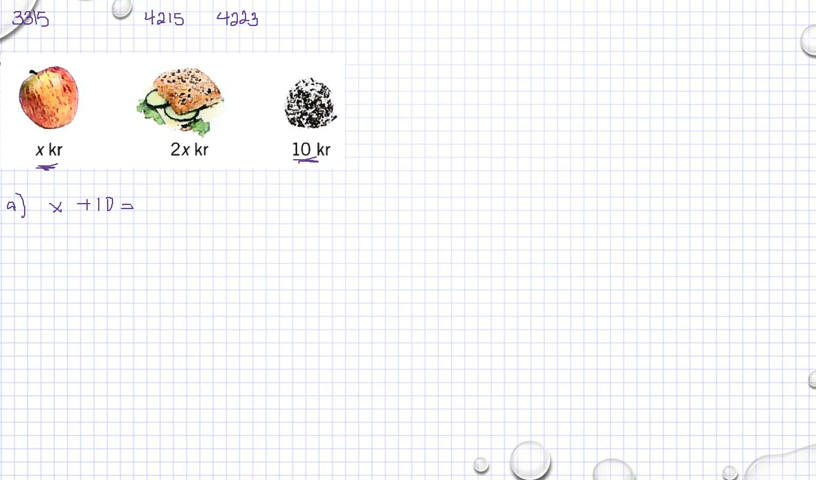 3315 4215 4223
x kr 2x kr 10 kr
a) x + 10 =